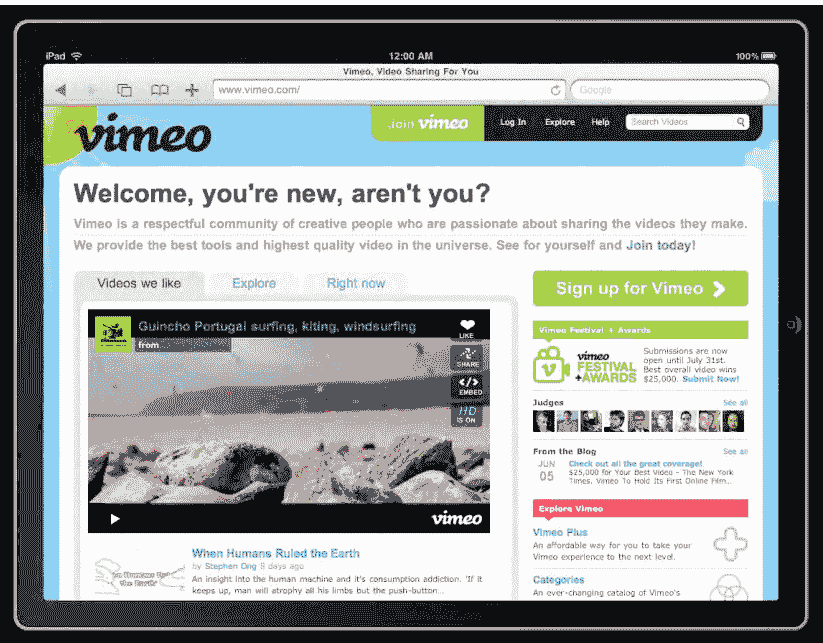 iPad
12:00 AM
100%
Vimeo, Video Sharing For You
www.vimeo.com/
Google
vimeo
Join vimeo
Log In
Explore
Help
Search Videos
Welcome, you're new, aren't you?
Vimeo is a respectful community of creative people who are passionate about sharing the videos they make.
We provide the best tools and highest quality video in the universe. See for yourself and Join today!
Videos we like
Explore
Right now
Guincho Portugal surfing, kiting, windsurfing
from
LIKE
SHARE
EMBED
HD
IS ON
vimeo
When Humans Ruled the Earth
by Stephen Ong 5 days ago
An insight into the human machine and it's consumption addiction. 'If it
keeps up, man will atrophy all his limbs but the push-button...
Sign up for Vimeo
Vimeo Festival + Awards
vimeo
FESTIVAL
+AWARDS
Submissions are now
open until July 31st.
Best overall video wins
$25,000. Submit Now!
Judges
See all
From the Blog
See all
JUN
05
Check out all the great coverage!
$25,000 for Your Best Video - The New York
Times. Vimeo To Hold Its First Online Film...
Explore Vimeo
Vimeo Plus
An affordable way for you to take your
Vimeo experience to the next level.
Categories
An ever-changing catalog of Vimeo's